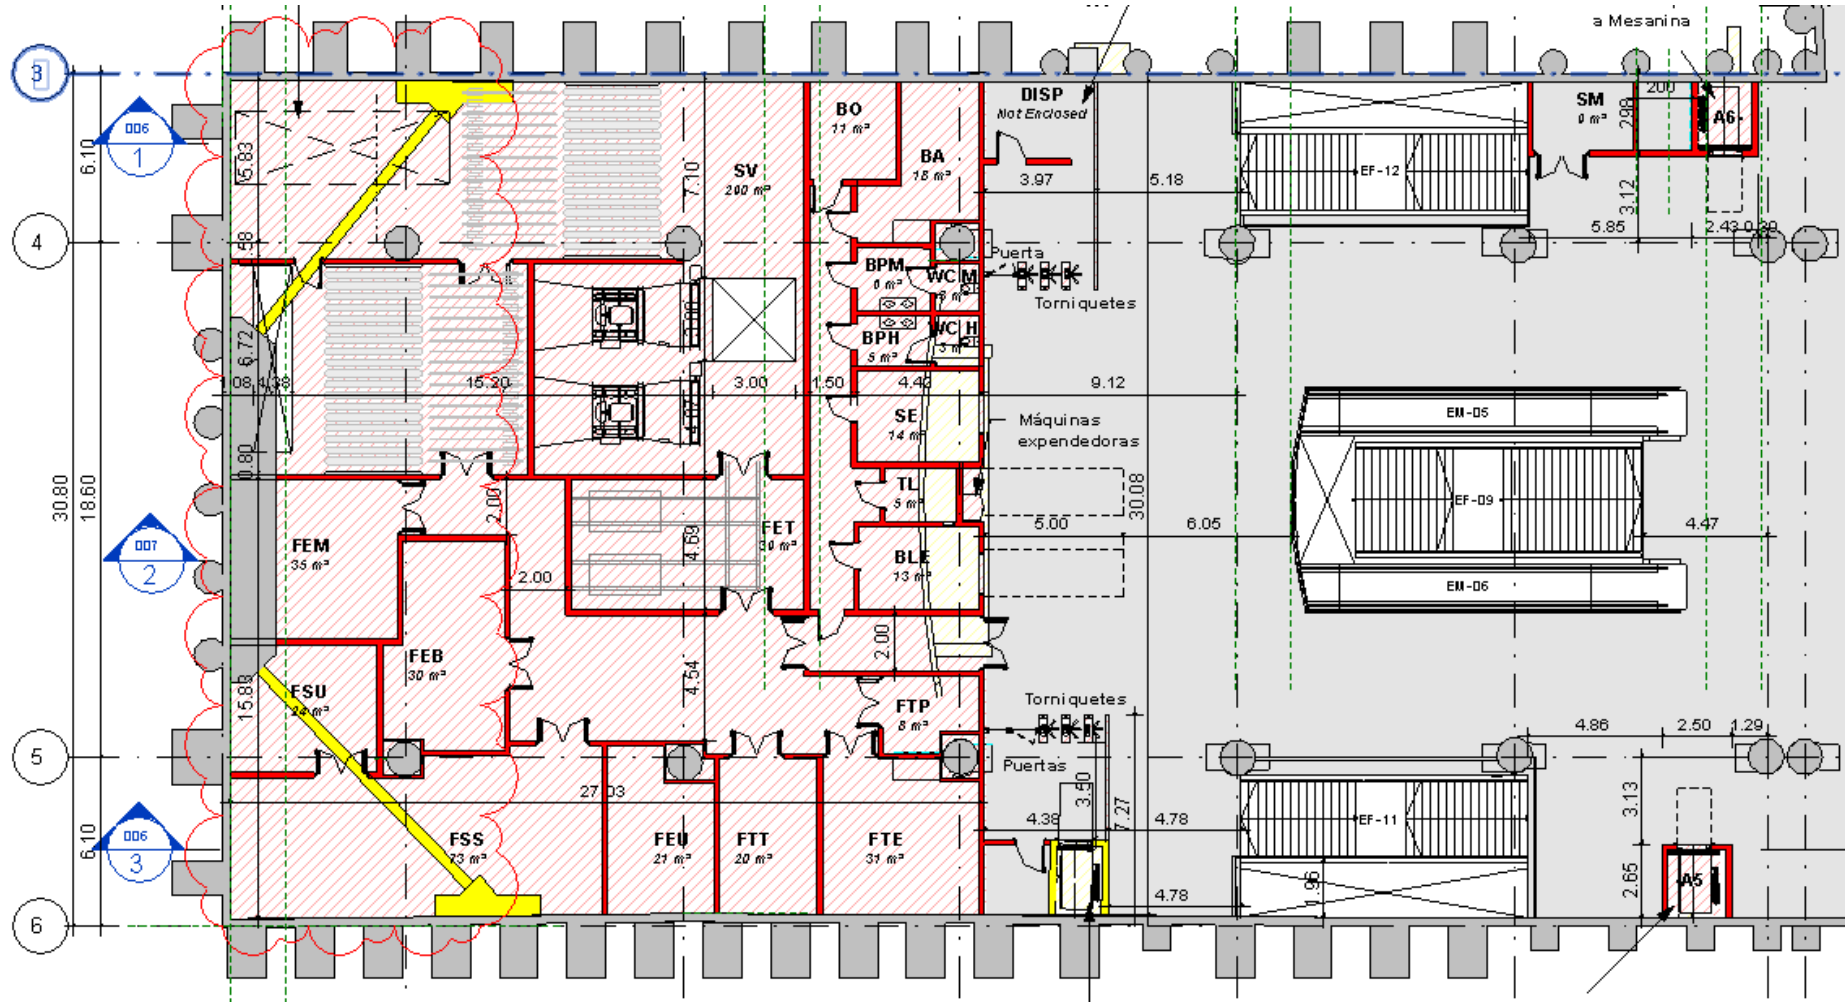 a Mesanina
3
006
1
6.10
5.83
7.10
SV
200 m²
BO
11 m²
BA
18 m²
DISP
Not Enclosed
3.97
5.18
EF-12
SM
0 m²
298
200
A6
3.12
5.85
2.43
4
.58
Puerta
BPM
WC M
Torniquetes
BPH
5 m²
WC H
3 m²
6.72
4.38
15.20
3.00
1.50
4.42
9.12
EM-05
SE
14 m²
Máquinas
expendedoras
0.80
30.80
18.60
2.00
TL
5 m²
30.08
EF-09
007
2
FEM
35 m²
4.69
FET
30 m²
5.00
6.05
4.47
BLE
13 m²
2.00
EM-06
2.00
FEB
30 m²
4.54
15.83
FSU
24 m²
FTP
8 m²
Torniquetes
4.86
2.50
1.29
5
Puertas
27.03
3.50
7.27
3.13
006
3
6.10
FSS
73 m²
FEU
21 m²
FTT
20 m²
FTE
31 m²
4.38
4.78
EF-11
1.96
2.65
A5
4.78
6